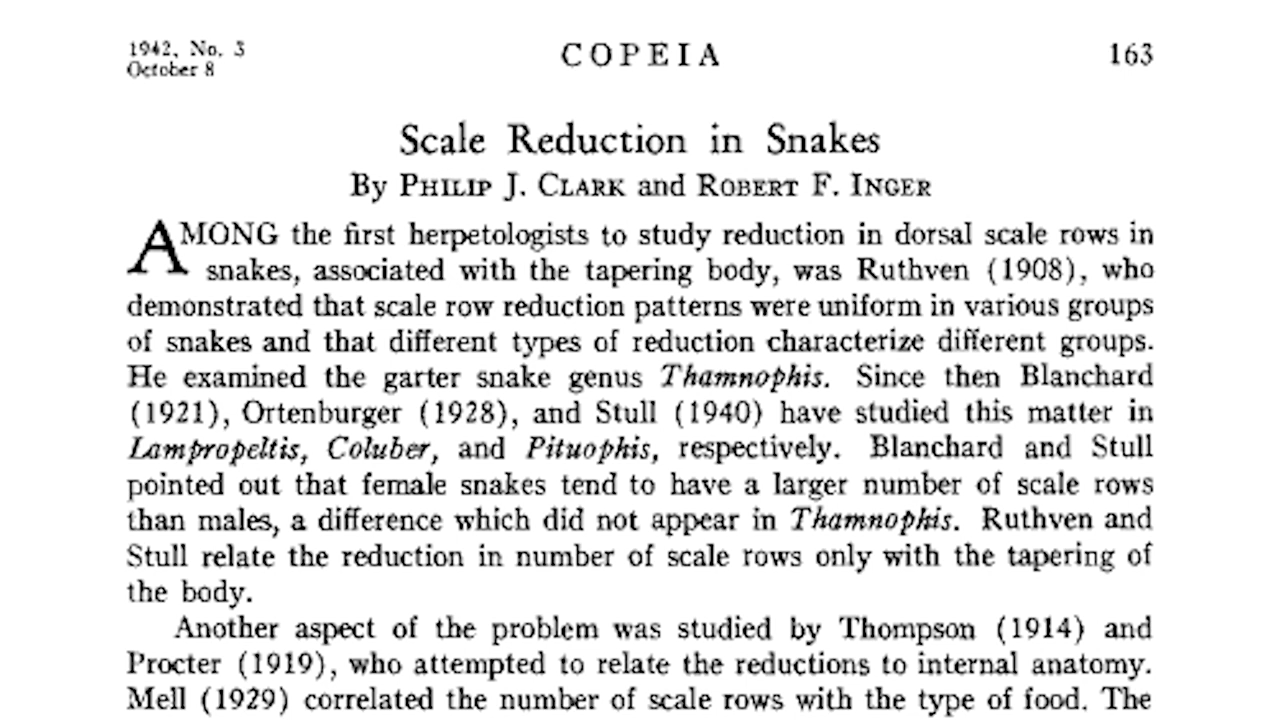 1942, No. 3
October 8
COPEIA
163
Scale Reduction in Snakes
By PHILIP J. CLARK and ROBERT F. INGER
AMONG the first herpetologists to study reduction in dorsal scale rows in
snakes, associated with the tapering body, was Ruthven (1908), who
demonstrated that scale row reduction patterns were uniform in various groups
of snakes and that different types of reduction characterize different groups.
He examined the garter snake genus Thamnophis. Since then Blanchard
(1921), Ortenburger (1928), and Stull (1940) have studied this matter in
Lampropeltis, Coluber, and Pituophis, respectively. Blanchard and Stull
pointed out that female snakes tend to have a larger number of scale rows
than males, a difference which did not appear in Thamnophis. Ruthven and
Stull relate the reduction in number of scale rows only with the tapering of
the body.
Another aspect of the problem was studied by Thompson (1914) and
Procter (1919), who attempted to relate the reductions to internal anatomy.
Mell (1929) correlated the number of scale rows with the type of food. The